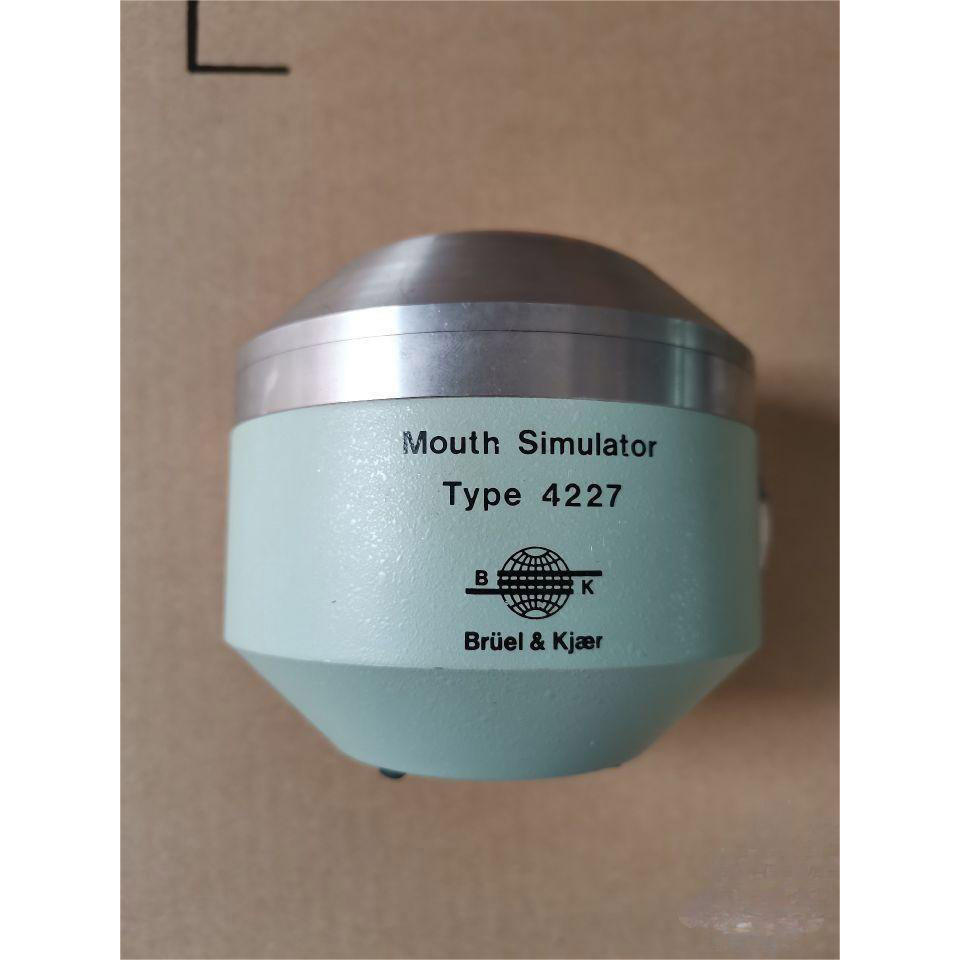 Mouth Simulator
Type 4227
B K
Brüel & Kjær